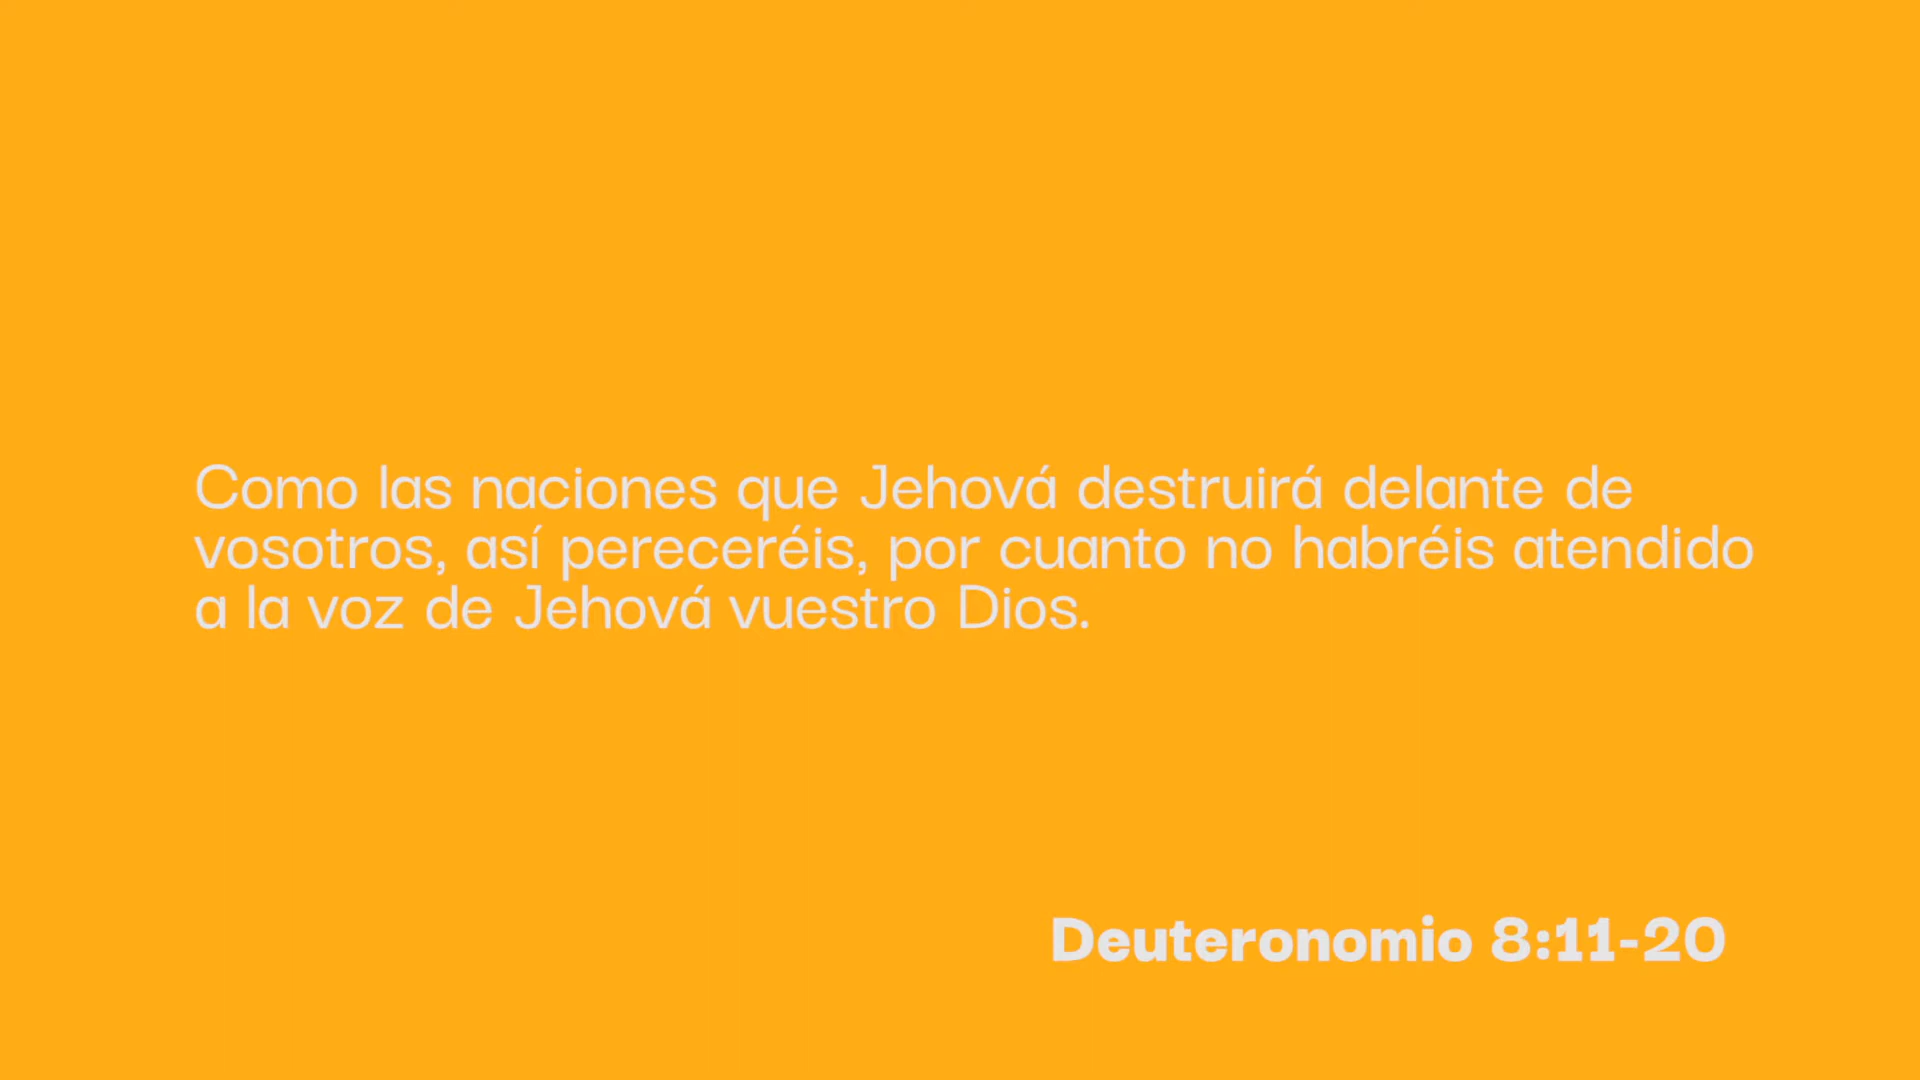 Como las naciones que Jehová destruirá delante de
vosotros, así pereceréis, por cuanto no habréis atendido
a la voz de Jehová vuestro Dios.
Deuteronomio 8:11-20